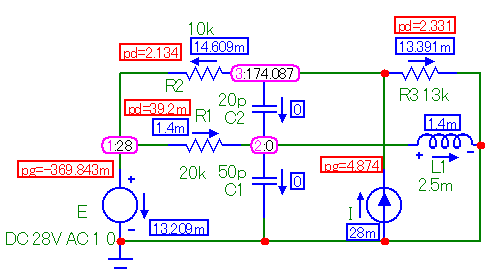 10k
pd=2.331
pd=2.134
14.609m
13.391m
3:174.087
R2
R3 13k
pd=39.2m
20p
C2
0
R1
1.4m
1.4m
1:28
2:0
pg=-369.843m
20k
50p
C1
0
pg=4.874
+
-
L1
2.5m
+
E
-
13.209m
I
28m
DC 28V AC 1 0